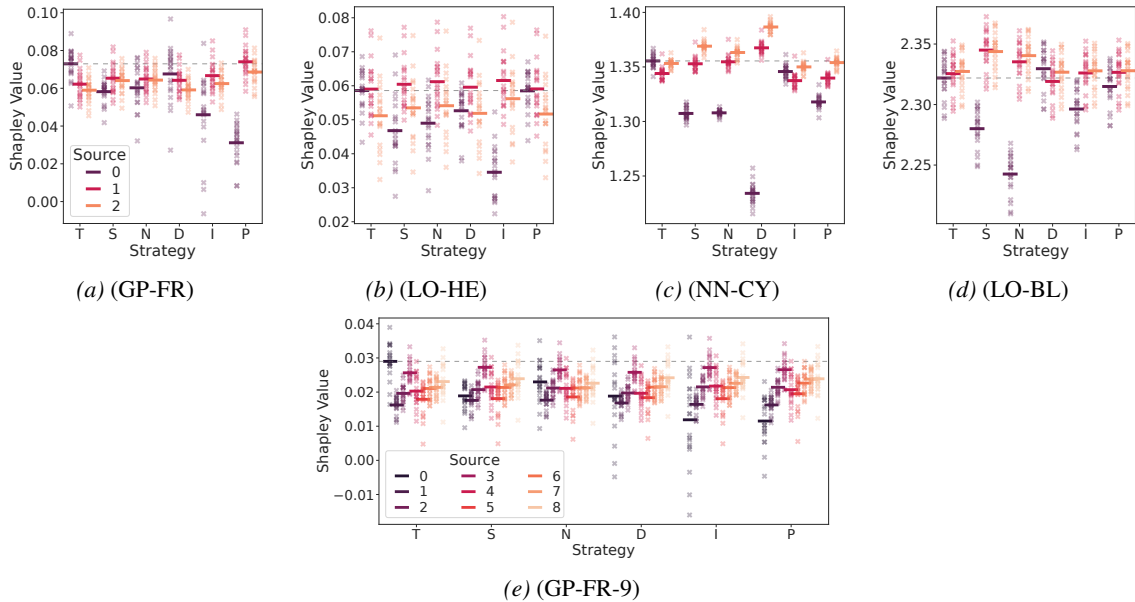 0.10
0.08
0.06
0.04
0.02
0.00
Shapley Value
Source
0
1
2
T S N D I P
Strategy
(a) (GP-FR)
0.08
0.07
0.06
0.05
0.04
0.03
0.02
Shapley Value
T S N D I P
Strategy
(b) (LO-HE)
1.40
1.35
1.30
1.25
Shapley Value
T S N D I P
Strategy
(c) (NN-CY)
2.35
2.30
2.25
Shapley Value
T S N D I P
Strategy
(d) (LO-BL)
0.04
0.03
0.02
0.01
0.00
−0.01
Shapley Value
Source
0 3 6
1 4 7
2 5 8
T S N D I P
Strategy
(e) (GP-FR-9)